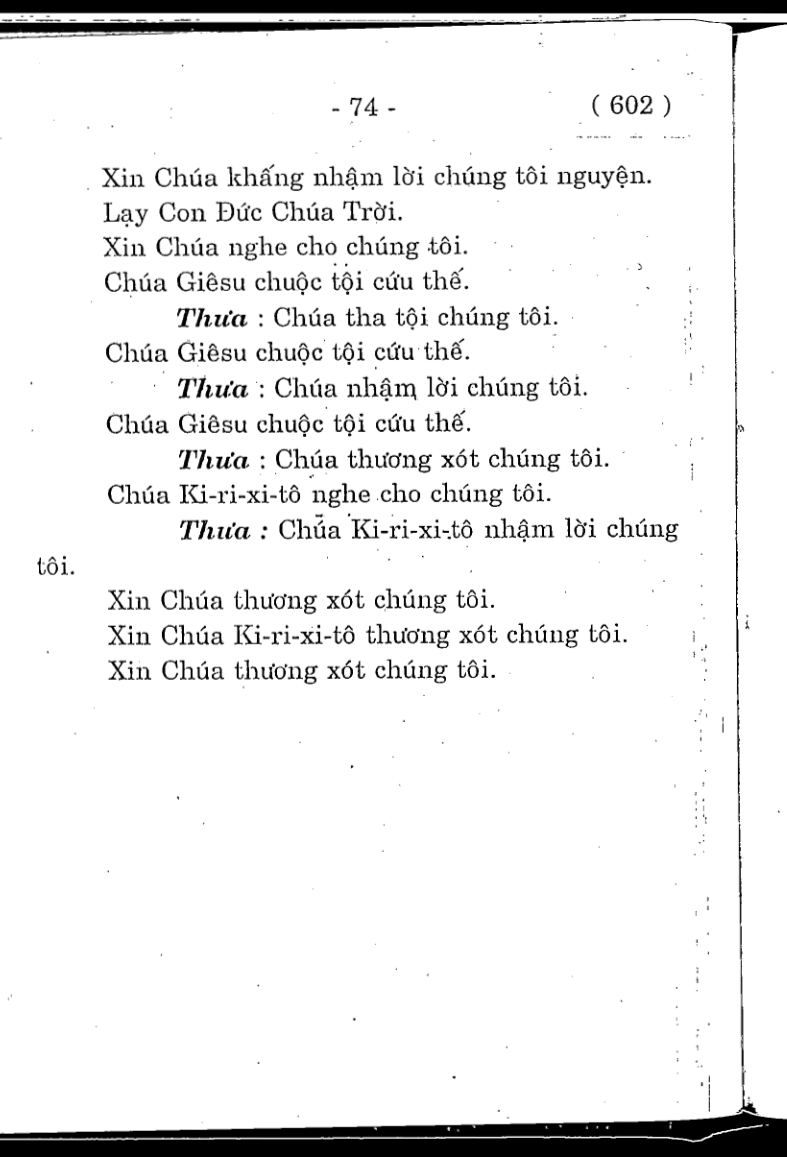 - 74 - ( 602 )
Xin Chúa khấng nhậm lời chúng tôi nguyện.
Lạy Con Đức Chúa Trời.
Xin Chúa nghe cho chúng tôi.
Chúa Giêsu chuộc tội cứu thế.
Thưa : Chúa tha tội chúng tôi.
Chúa Giêsu chuộc tội cứu thế.
Thưa : Chúa nhậm lời chúng tôi.
Chúa Giêsu chuộc tội cứu thế.
Thưa : Chúa thương xót chúng tôi.
Chúa Ki-ri-xi-tô nghe cho chúng tôi.
Thưa : Chúa Ki-ri-xi-tô nhậm lời chúng
tôi.
Xin Chúa thương xót chúng tôi.
Xin Chúa Ki-ri-xi-tô thương xót chúng tôi.
Xin Chúa thương xót chúng tôi.